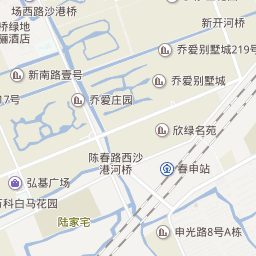 场西路沙港桥
新开河桥
桥绿地
骊酒店
乔爱别墅城219号
新南路壹号
乔爱别墅城
17号
乔爱庄园
欣绿名苑
陈春路西沙
港河桥
春申站
弘基广场
万科白马花园
陆家宅
申光路8号A栋